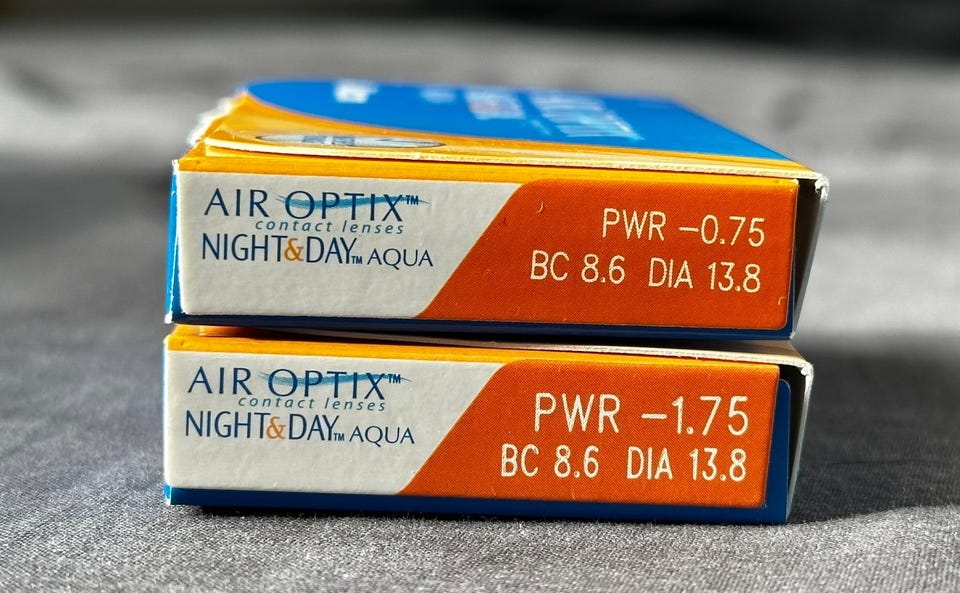 AIR OPTIX™
contact lenses
NIGHT&DAY™ AQUA
PWR -0.75
BC 8.6 DIA 13.8
AIR OPTIX™
contact lenses
NIGHT&DAY™ AQUA
PWR -1.75
BC 8.6 DIA 13.8